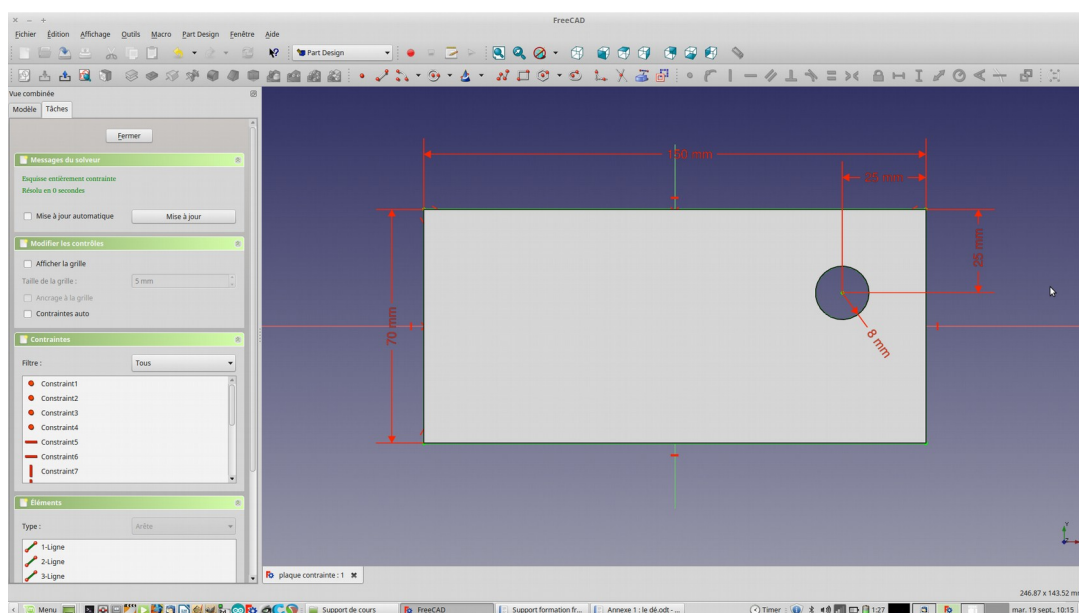 FreeCAD
Fichier Édition Affichage Outils Macro Part Design Fenêtre Aide
Part Design
Vue combinée
Modèle Tâches
Fermer
Messages du solveur
Esquisse entièrement contrainte
Résolu en 0 secondes
Mise à jour automatique Mise à jour
Modifier les contrôles
Afficher la grille
Taille de la grille : 5 mm
Ancrage à la grille
Contraintes auto
Contraintes
Filtre : Tous
Constraint1
Constraint2
Constraint3
Constraint4
Constraint5
Constraint6
Constraint7
Éléments
Type : Arête
1-Ligne
2-Ligne
3-Ligne
150 mm
25 mm
25 mm
70 mm
8 mm
Y
plaque contrainte : 1
246.87 x 143.52 mm
Menu Support de cours FreeCAD Support formation fr... Annexe 1 : le dé.odt - ... Timer 1:27 mar. 19 sept., 10:15